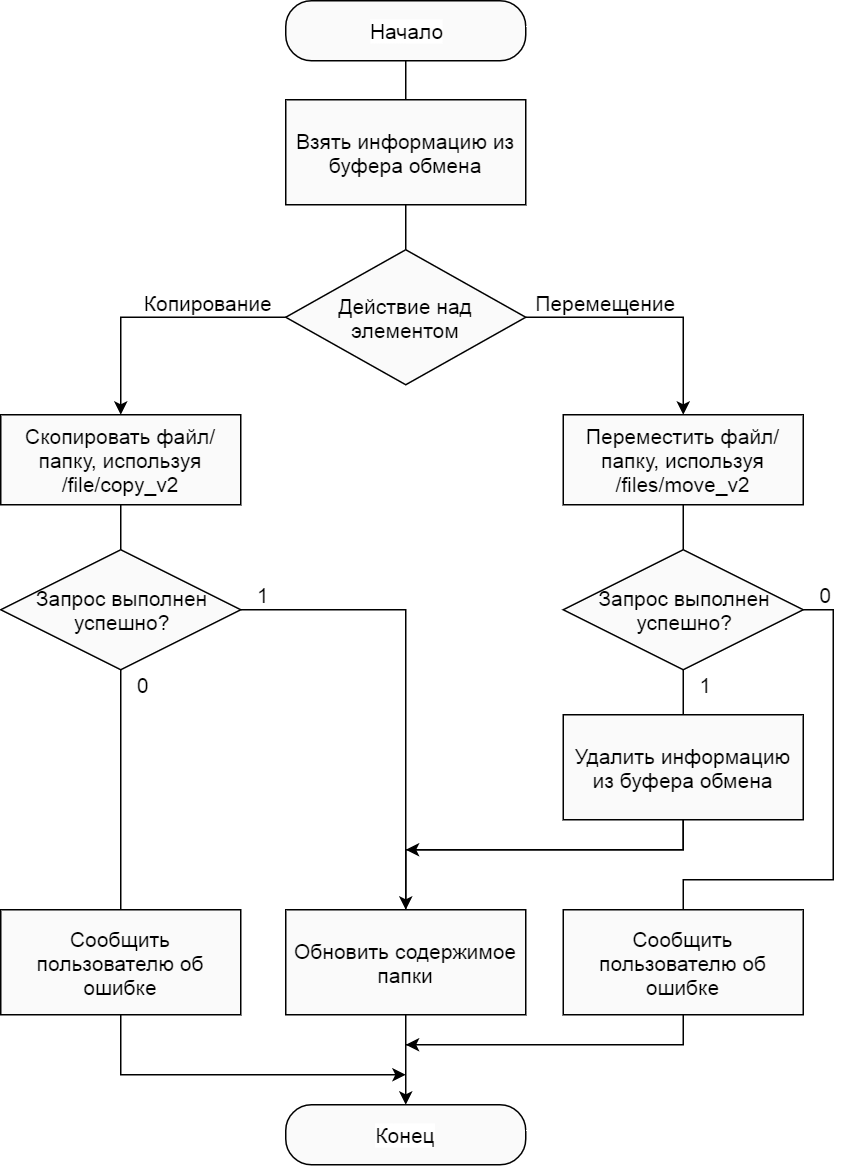 Начало
Взять информацию из
буфера обмена
Действие над
элементом
Копирование
Перемещение
Скопировать файл/
папку, используя
/file/copy_v2
Переместить файл/
папку, используя
/files/move_v2
Запрос выполнен
успешно?
1
0
Запрос выполнен
успешно?
0
1
Удалить информацию
из буфера обмена
Сообщить
пользователю об
ошибке
Обновить содержимое
папки
Сообщить
пользователю об
ошибке
Конец